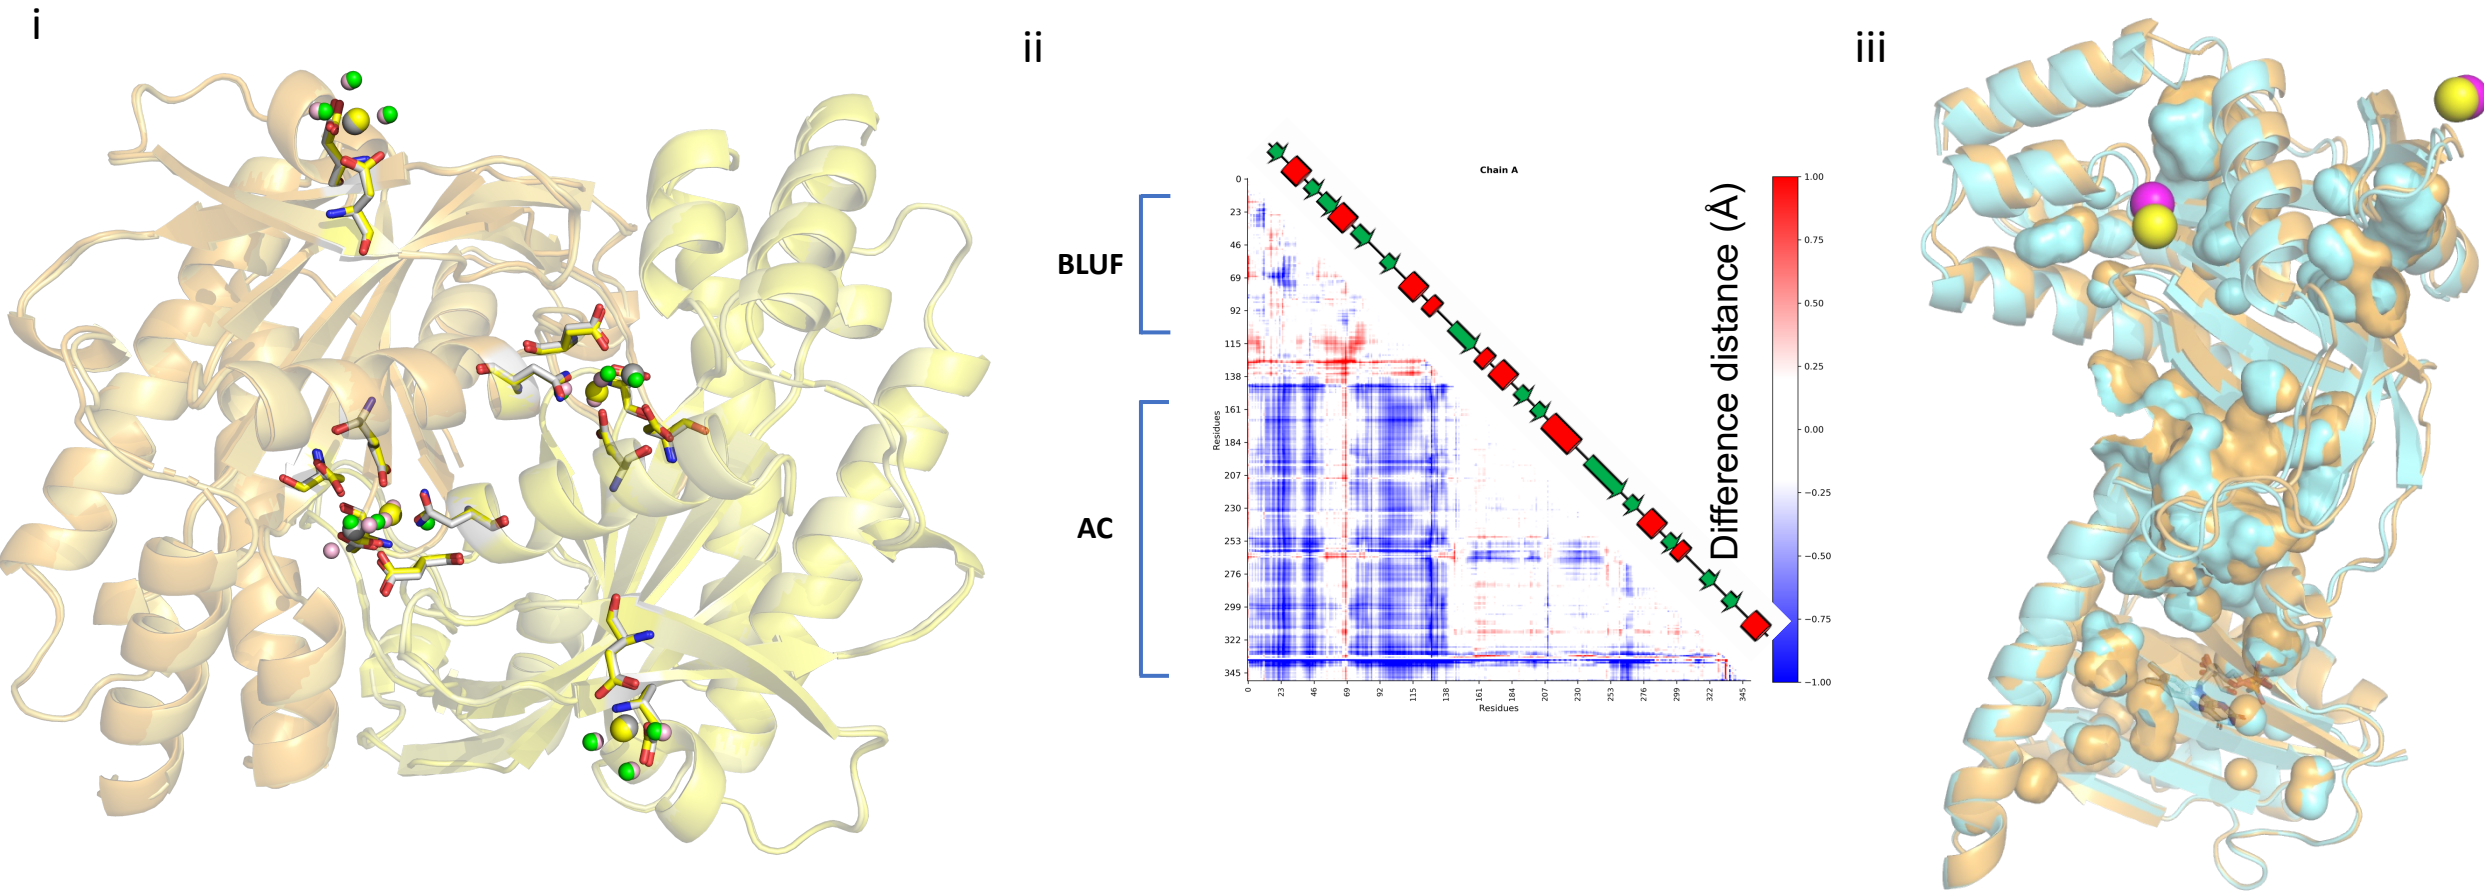 i
ii
iii
BLUF
AC
Chain A
Residues
0
23
46
69
92
115
138
161
184
207
230
253
276
299
322
345
0 23 46 69 92 115 138 161 184 207 230 253 276 299 322 345
Residues
Difference distance (Å)
1.00
0.75
0.50
0.25
0.00
−0.25
−0.50
−0.75
−1.00